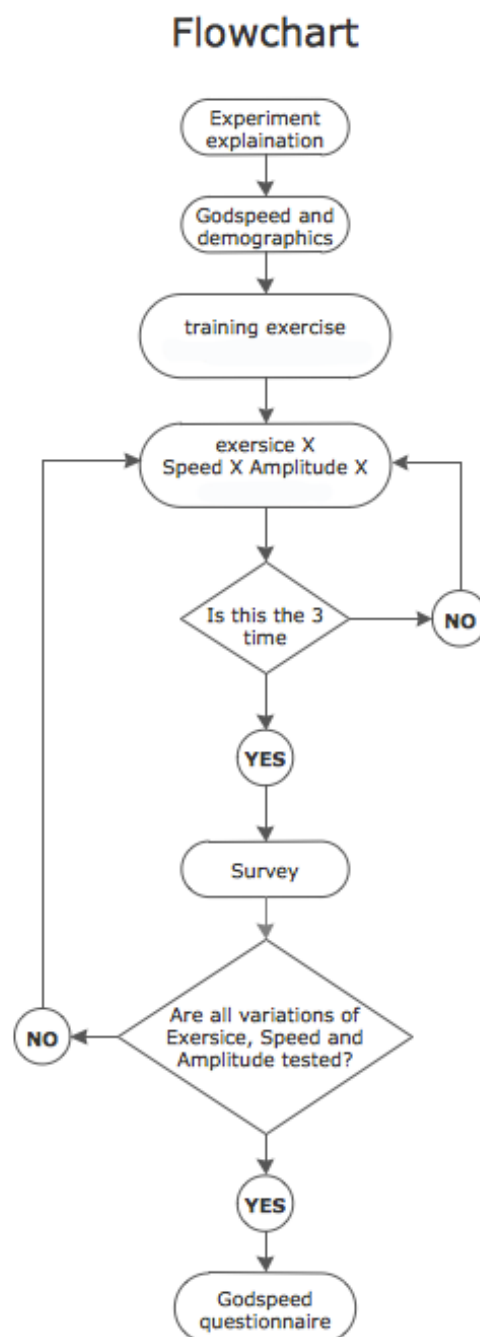 Flowchart
Experiment
explaination
Godspeed and
demographics
training exercise
exersice X
Speed X Amplitude X
Is this the 3
time
NO
YES
Survey
Are all variations of
Exersice, Speed and
Amplitude tested?
NO
YES
Godspeed
questionnaire